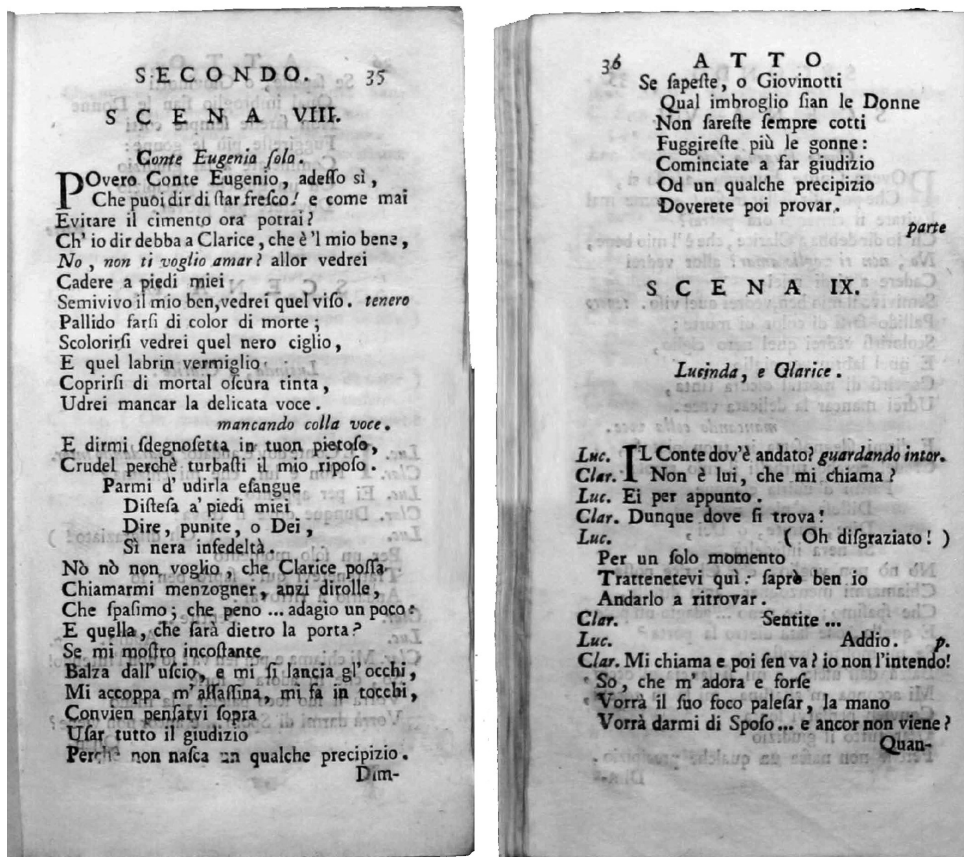 SECONDO. 35
SCENA VIII.
Conte Eugenia ſola.
POvero Conte Eugenio, adeſſo sì,
Che puoi dir di ſtar freſco! e come mai
Evitare il cimento ora potrai?
Ch' io dir debba a Clarice, che è 'l mio bene,
No, non ti voglio amar? allor vedrei
Cadere a piedi miei
Semivivo il mio ben, vedrei quel viſo. tenero
Pallido farſi di color di morte;
Scolorirſi vedrei quel nero ciglio,
E quel labrin vermiglio
Coprirſi di mortal oſcura tinta,
Udrei mancar la delicata voce.
mancando colla voce.
E dirmi ſdegnoſetta in tuon pietoſo,
Crudel perchè turbaſti il mio ripoſo.
Parmi d' udirla eſangue
Diſteſa a' piedi miei
Dire, punite, o Dei,
Sì nera infedeltà.
Nò nò non voglio, che Clarice poſſa
Chiamarmi menzogner, anzi dirolle,
Che ſpaſimo; che peno ... adagio un poco:
E quella, che ſarà dietro la porta?
Se mi moſtro incoſtante
Balza dall' uſcio, e mi ſi lancia gl' occhi,
Mi accoppa m' aſſaſſina, mi fa in tocchi,
Convien penſarvi ſopra
Uſar tutto il giudizio
Perchè non naſca un qualche precipizio.
Dim-
36 ATTO
Se ſapeſte, o Giovinotti
Qual imbroglio ſian le Donne
Non ſareſte ſempre cotti
Fuggireſte più le gonne:
Cominciate a far giudizio
Od un qualche precipizio
Doverete poi provar.
parte
SCENA IX.
Lucinda, e Clarice.
Luc. IL Conte dov'è andato? guardando intor.
Clar. Non è lui, che mi chiama?
Luc. Ei per appunto.
Clar. Dunque dove ſi trova!
Luc. ( Oh diſgraziato! )
Per un ſolo momento
Trattenetevi quì: ſaprò ben io
Andarlo a ritrovar.
Clar. Sentite ...
Luc. Addio. p.
Clar. Mi chiama e poi ſen va? io non l'intendo!
So, che m' adora e forſe
Vorrà il ſuo foco paleſar, la mano
Vorrà darmi di Spoſo ... e ancor non viene?
Quan-